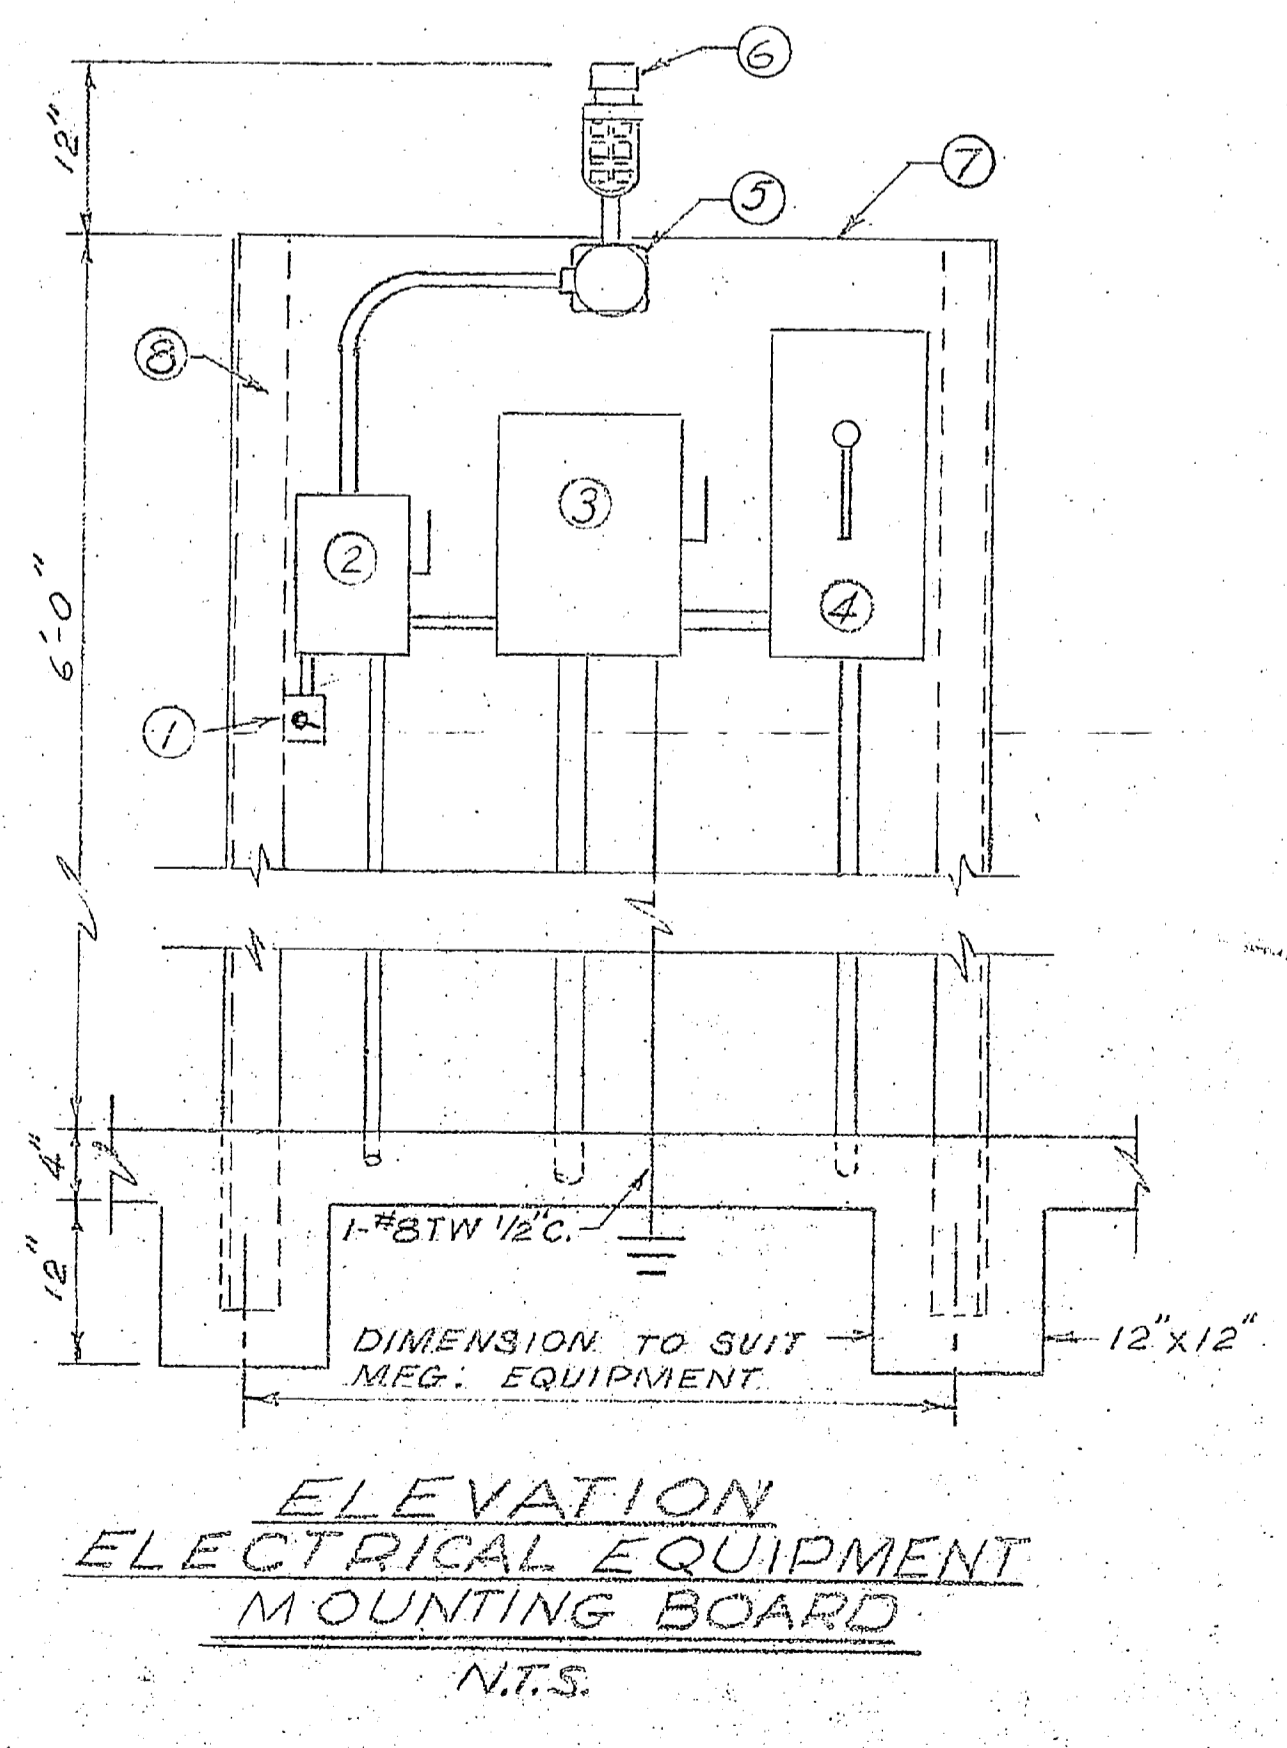 6
12"
7
5
8
3
2
6'-0"
4
1
4"
1-#8TW 1/2"C.
12"
DIMENSION TO SUIT
MFG: EQUIPMENT
12"X12"
ELEVATION
ELECTRICAL EQUIPMENT
MOUNTING BOARD
N.T.S.